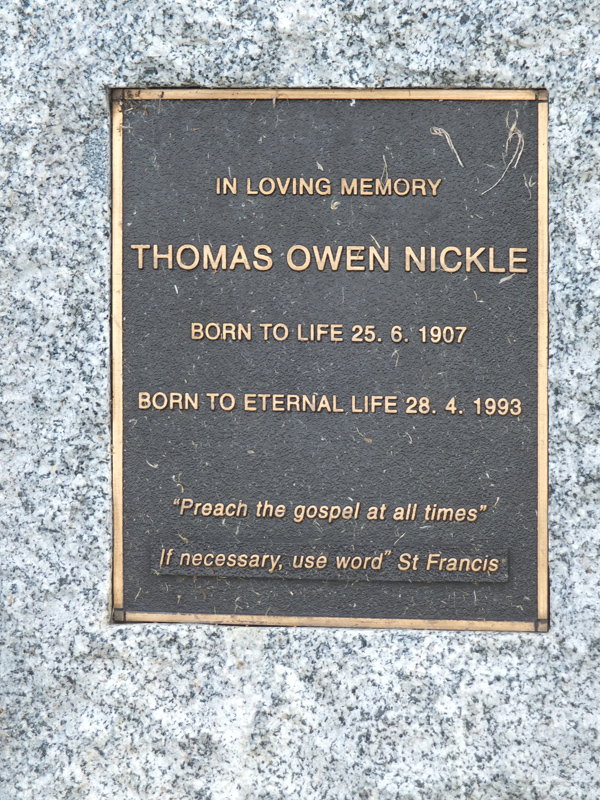 IN LOVING MEMORY
THOMAS OWEN NICKLE
BORN TO LIFE 25. 6. 1907
BORN TO ETERNAL LIFE 28. 4. 1993
“Preach the gospel at all times”
If necessary, use word” St Francis